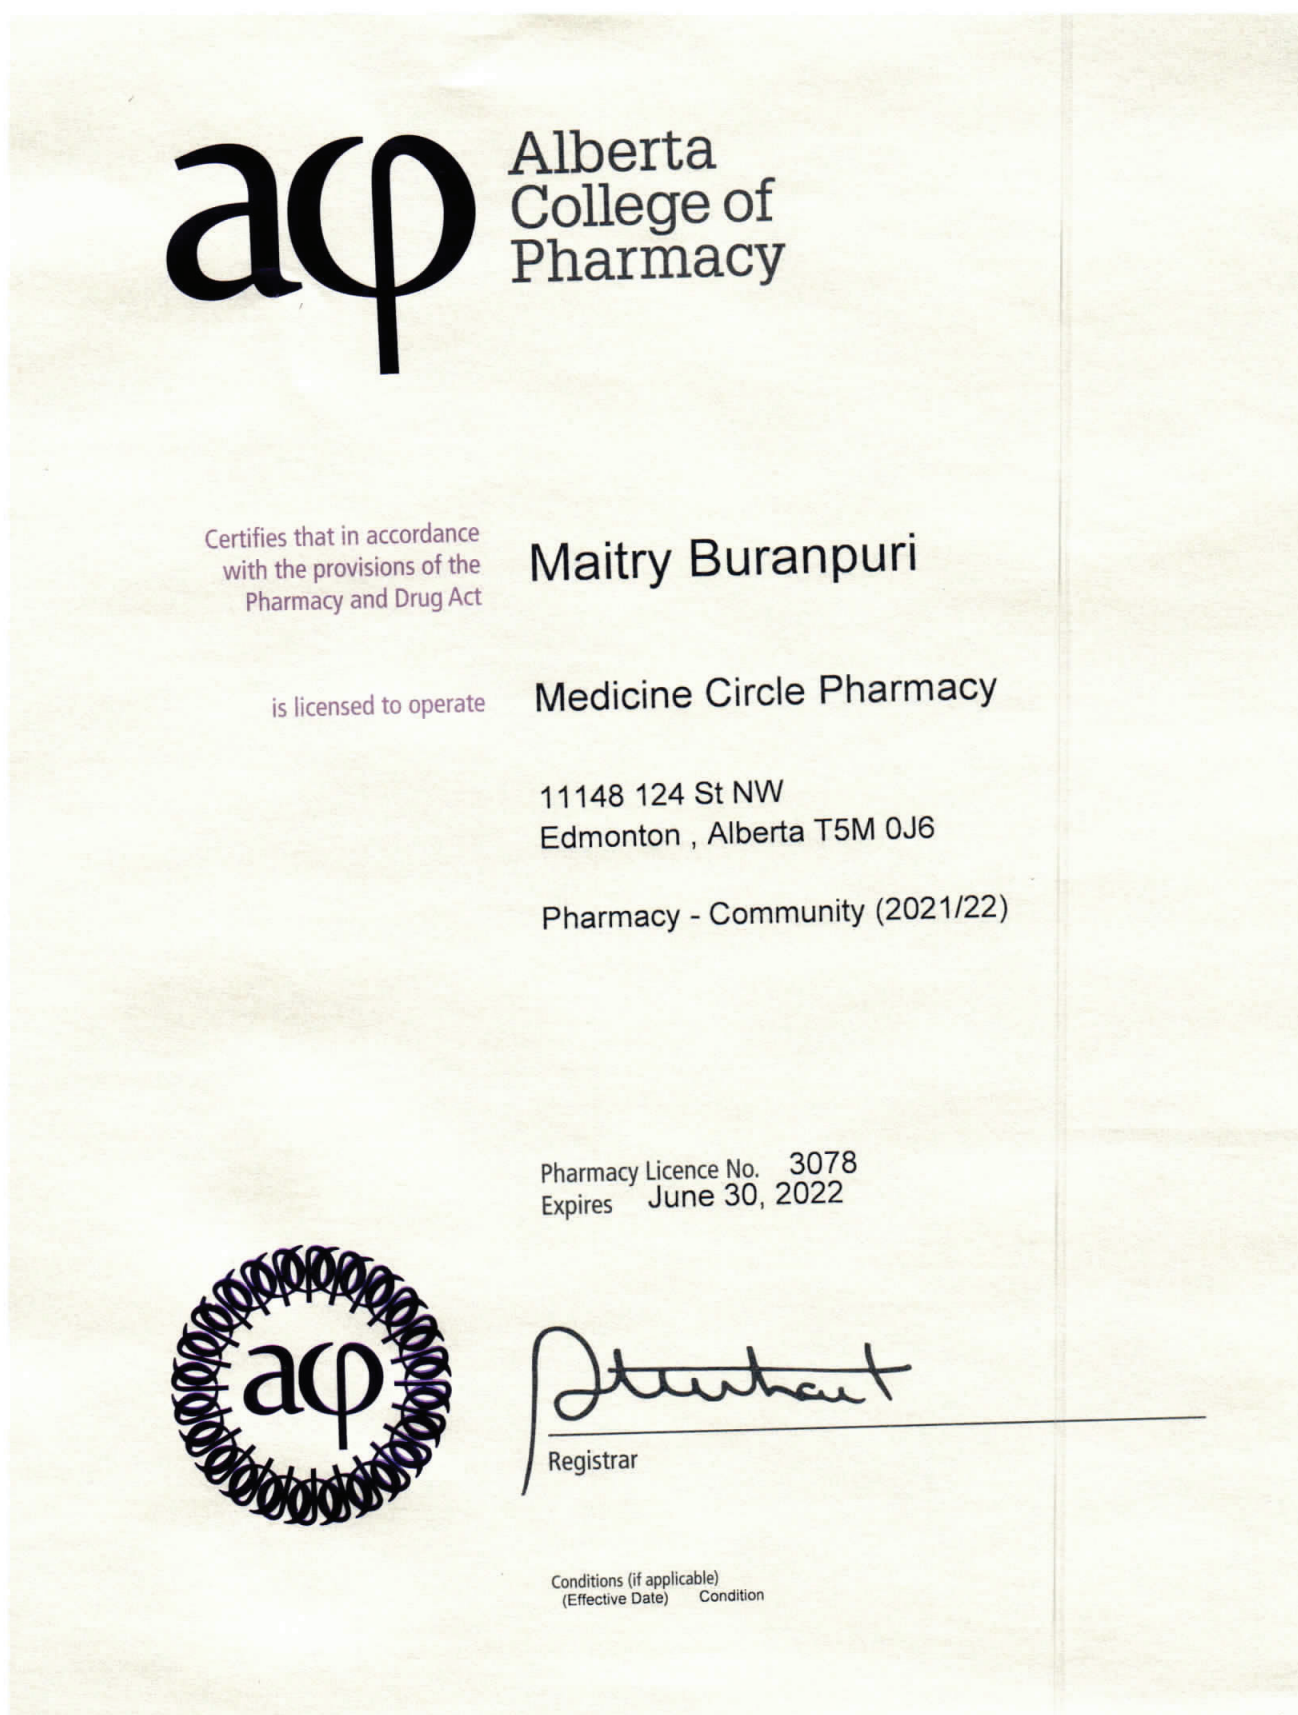 acp
Alberta
College of
Pharmacy
Certifies that in accordance
with the provisions of the
Pharmacy and Drug Act
Maitry Buranpuri
is licensed to operate
Medicine Circle Pharmacy
11148 124 St NW
Edmonton , Alberta T5M 0J6
Pharmacy - Community (2021/22)
Pharmacy Licence No. 3078
Expires June 30, 2022
acp
Registrar
Conditions (if applicable)
(Effective Date) Condition